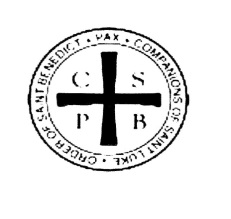 PAX • COMPANIONS OF SAINT LUKE • ORDER OF SAINT BENEDICT •
C S
P B